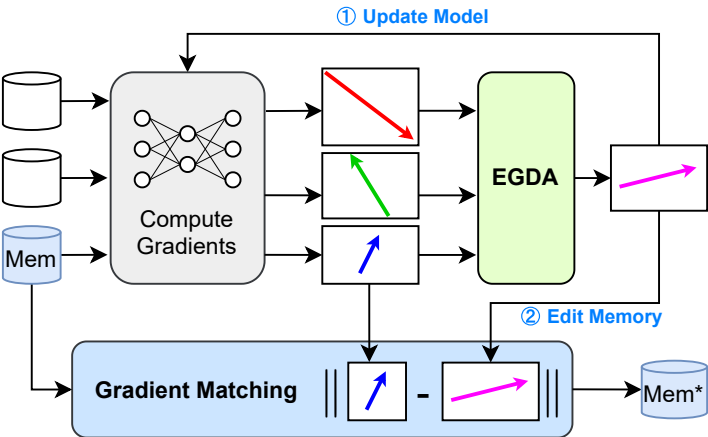 ① Update Model
Compute
Gradients
EGDA
Mem
② Edit Memory
Gradient Matching || - ||
Mem*